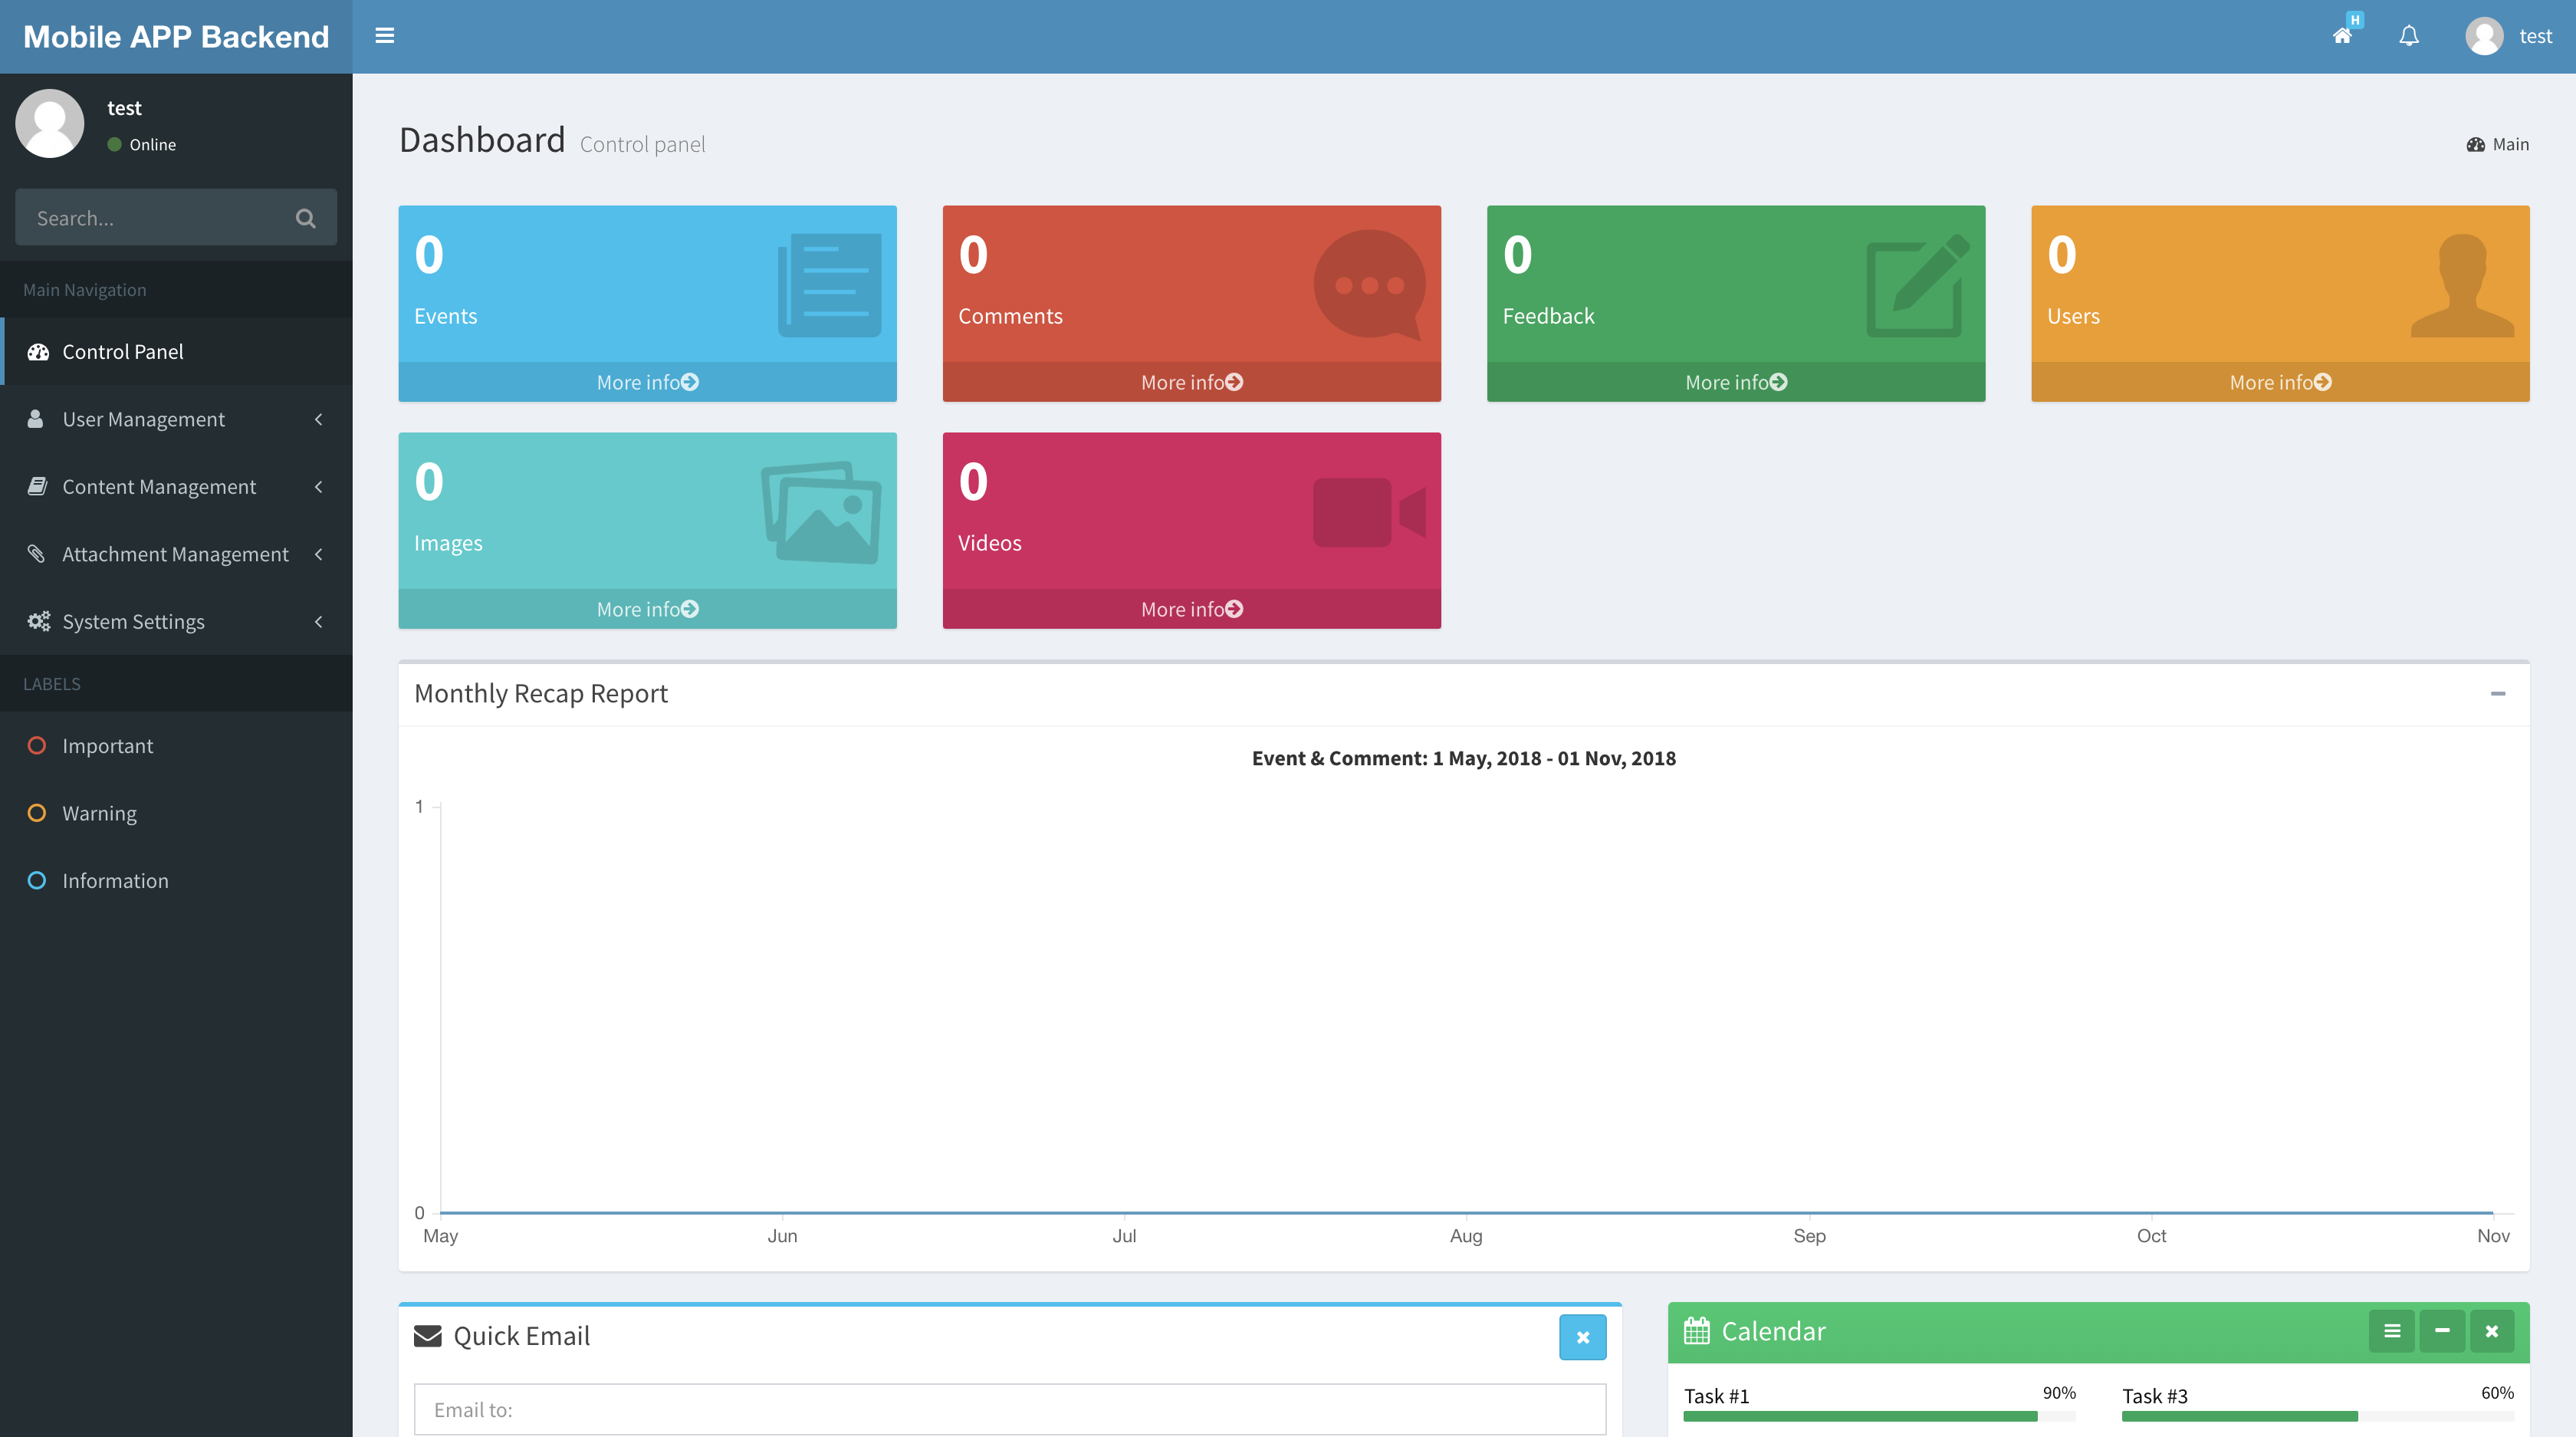 Mobile APP Backend
H
test
test
Online
Search...
Main Navigation
Control Panel
User Management
Content Management
Attachment Management
System Settings
LABELS
Important
Warning
Information
Dashboard Control panel
Main
0
Events
More info
0
Comments
More info
0
Feedback
More info
0
Users
More info
0
Images
More info
0
Videos
More info
Monthly Recap Report
Event & Comment: 1 May, 2018 - 01 Nov, 2018
1
0
May Jun Jul Aug Sep Oct Nov
Quick Email
Email to:
Calendar
Task #1 90%
Task #3 60%